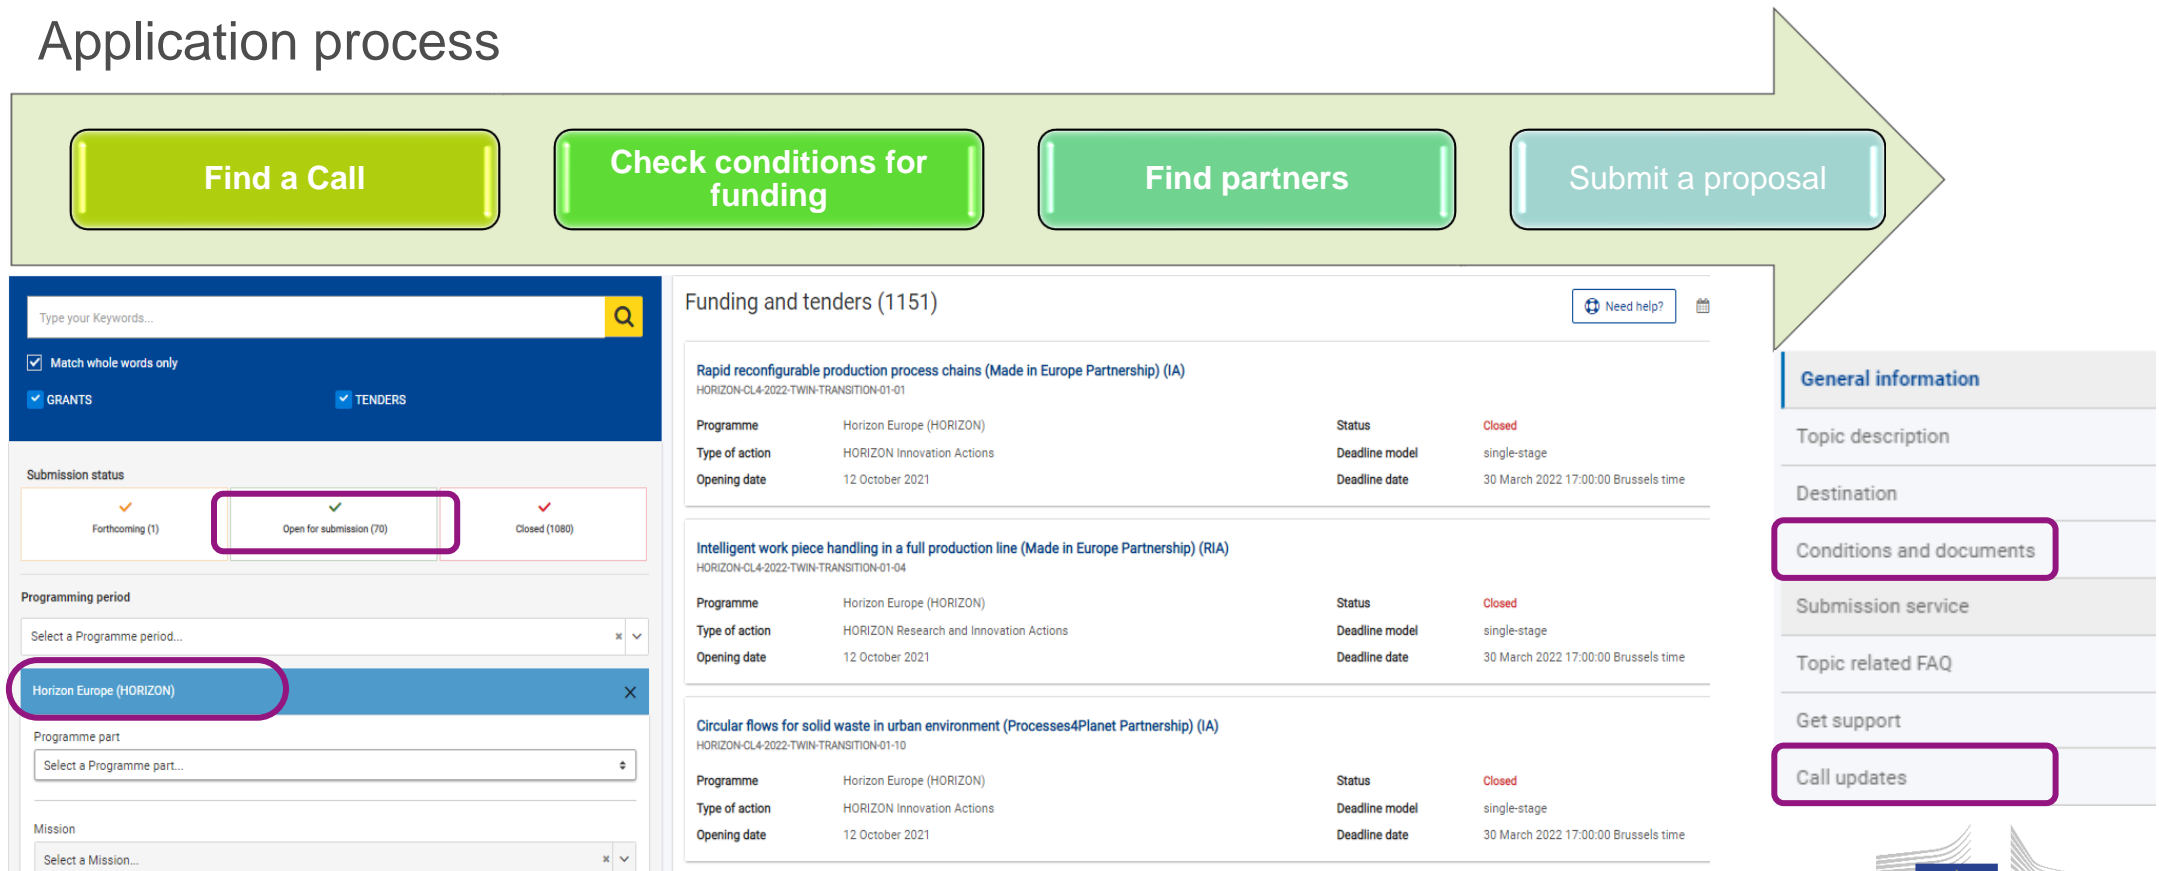 Application process
Find a Call
Check conditions for
funding
Find partners
Submit a proposal
Type your Keywords...
Match whole words only
GRANTS
TENDERS
Submission status
Forthcoming (1)
Open for submission (70)
Closed (1080)
Programming period
Select a Programme period...
Horizon Europe (HORIZON)
Programme part
Select a Programme part...
Mission
Select a Mission...
Funding and tenders (1151)
Need help?
Rapid reconfigurable production process chains (Made in Europe Partnership) (IA)
HORIZON-CL4-2022-TWIN-TRANSITION-01-01
Programme Horizon Europe (HORIZON) Status Closed
Type of action HORIZON Innovation Actions Deadline model single-stage
Opening date 12 October 2021 Deadline date 30 March 2022 17:00:00 Brussels time
Intelligent work piece handling in a full production line (Made in Europe Partnership) (RIA)
HORIZON-CL4-2022-TWIN-TRANSITION-01-04
Programme Horizon Europe (HORIZON) Status Closed
Type of action HORIZON Research and Innovation Actions Deadline model single-stage
Opening date 12 October 2021 Deadline date 30 March 2022 17:00:00 Brussels time
Circular flows for solid waste in urban environment (Processes4Planet Partnership) (IA)
HORIZON-CL4-2022-TWIN-TRANSITION-01-10
Programme Horizon Europe (HORIZON) Status Closed
Type of action HORIZON Innovation Actions Deadline model single-stage
Opening date 12 October 2021 Deadline date 30 March 2022 17:00:00 Brussels time
General information
Topic description
Destination
Conditions and documents
Submission service
Topic related FAQ
Get support
Call updates